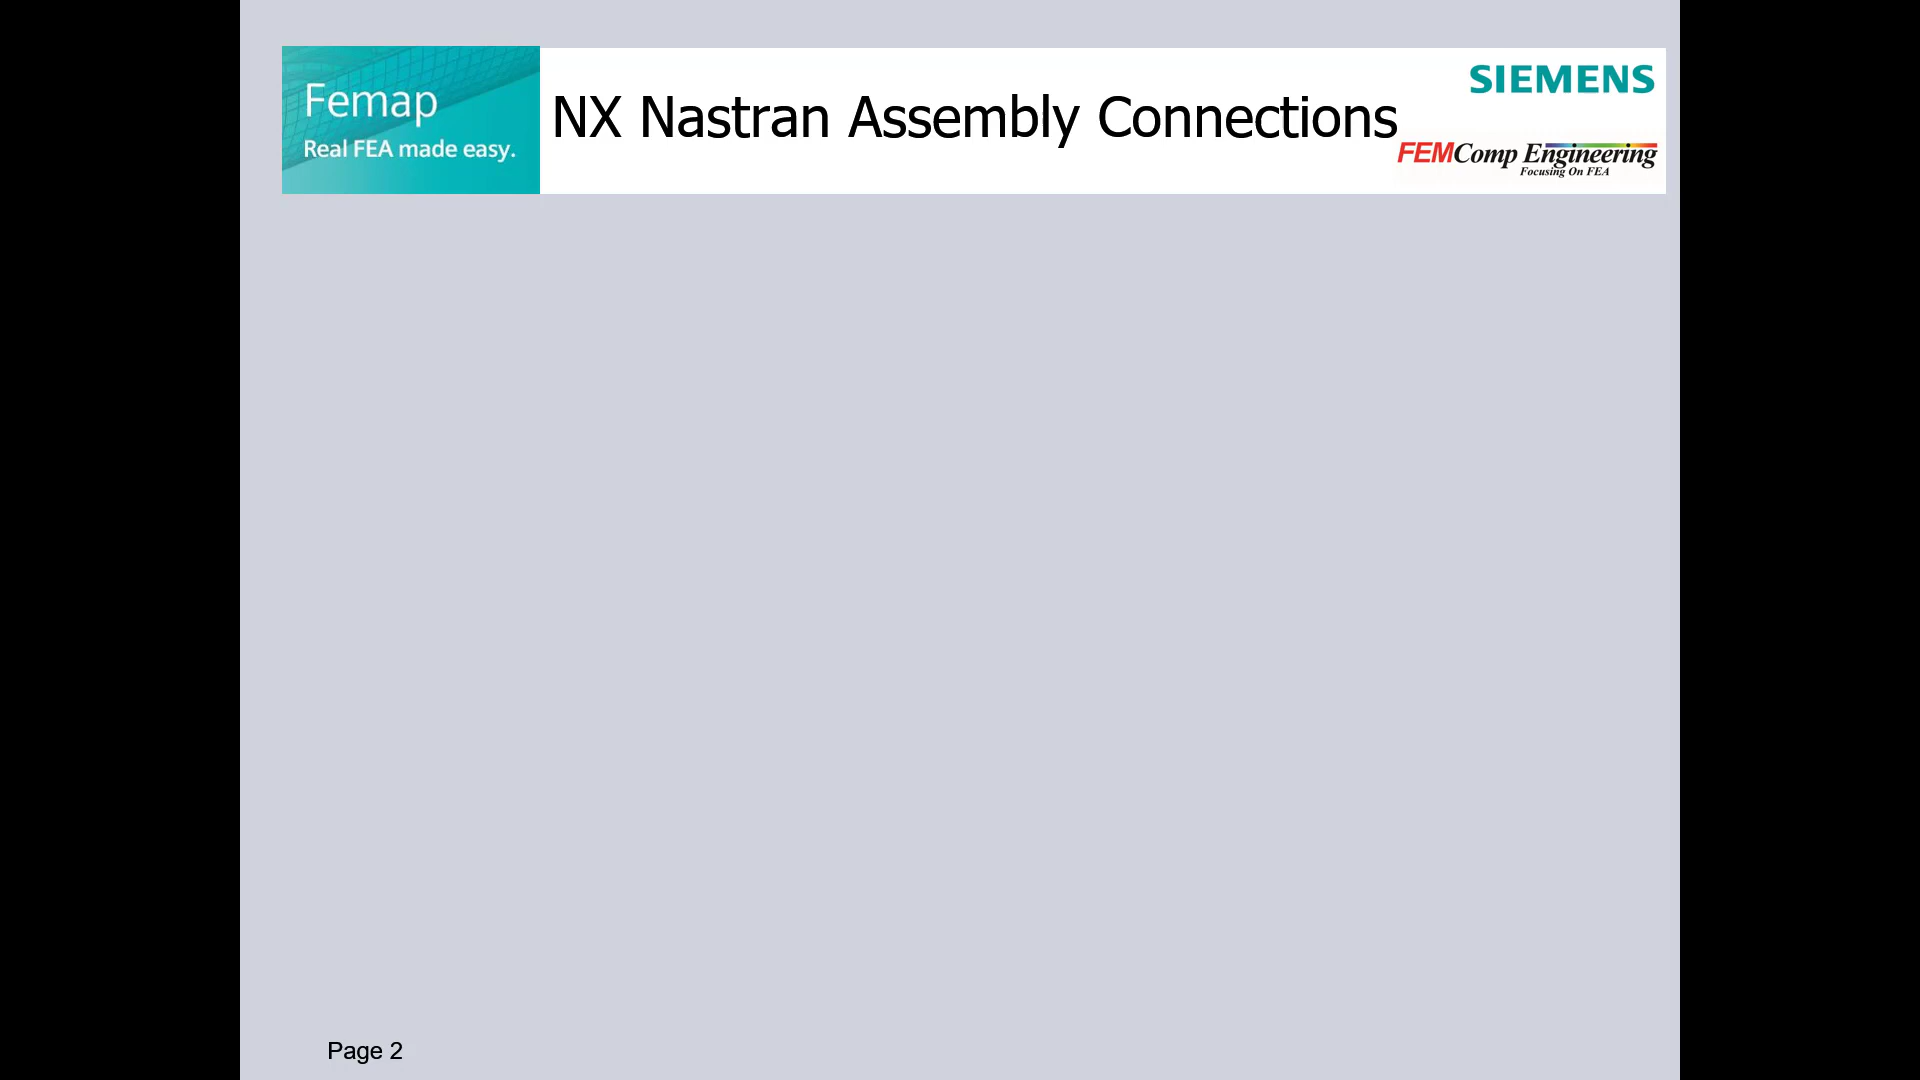 Femap
Real FEA made easy.
NX Nastran Assembly Connections
SIEMENS
FEMComp Engineering
Focusing On FEA
Page 2